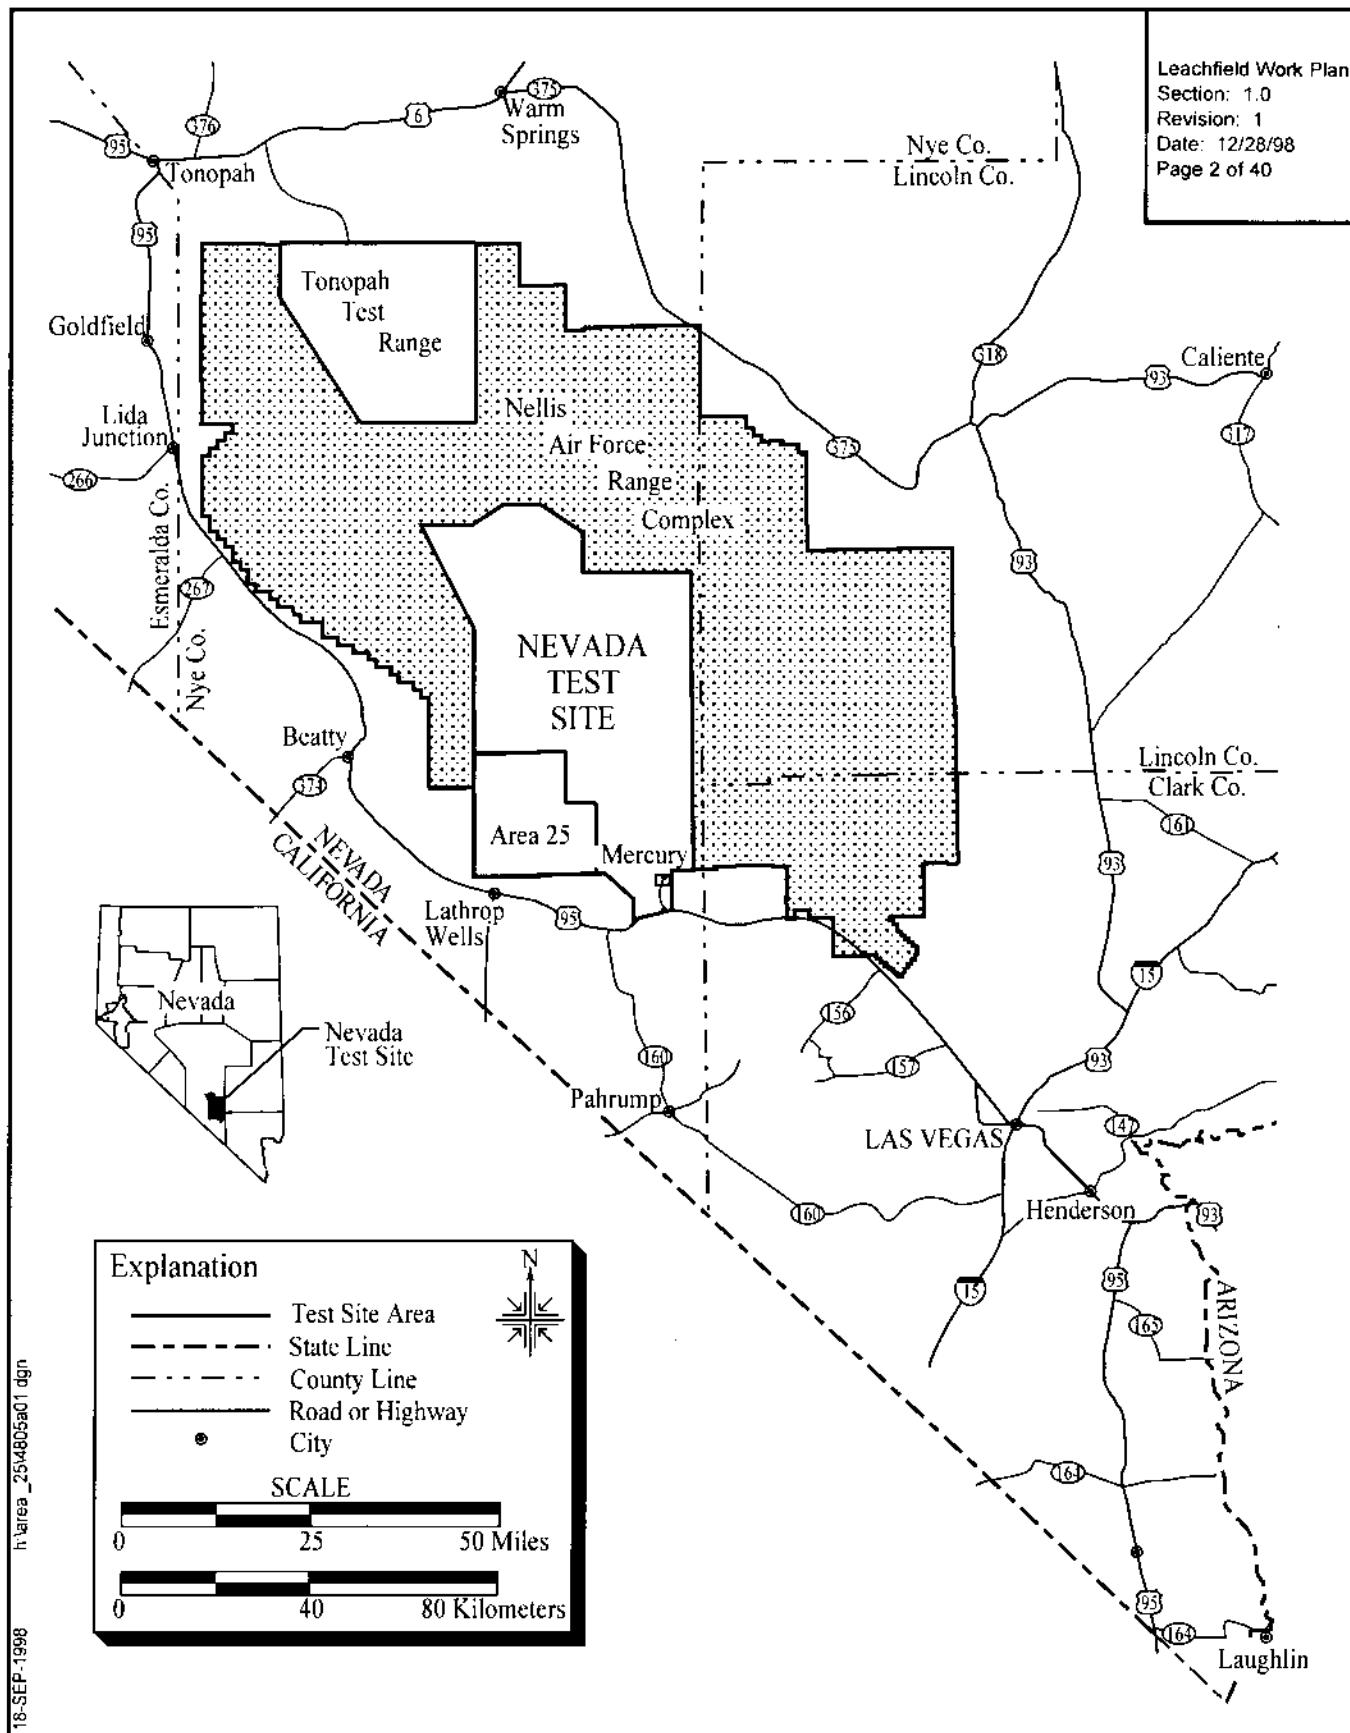 Leachfield Work Plan
Section: 1.0
Revision: 1
Date: 12/28/98
Page 2 of 40
375
Warm
Springs
6
376
95
Tonopah
Nye Co.
Lincoln Co.
95
Tonopah
Test
Range
Goldfield
318
Caliente
93
Nellis
Air Force
Range
Complex
Lida
Junction
266
375
317
93
267
Esmeralda Co.
Nye Co.
NEVADA
TEST
SITE
Beatty
374
Lincoln Co.
Clark Co.
161
NEVADA
CALIFORNIA
Area 25
Mercury
93
Lathrop
Wells
95
15
Nevada
Nevada
Test Site
156
157
160
93
Pahrump
LAS VEGAS
147
160
Henderson
93
15
95
165
ARIZONA
164
95
164
Laughlin
Explanation
N
Test Site Area
State Line
County Line
Road or Highway
City
SCALE
0 25 50 Miles
0 40 80 Kilometers
h:\area_25\4805a01.dgn
18-SEP-1998